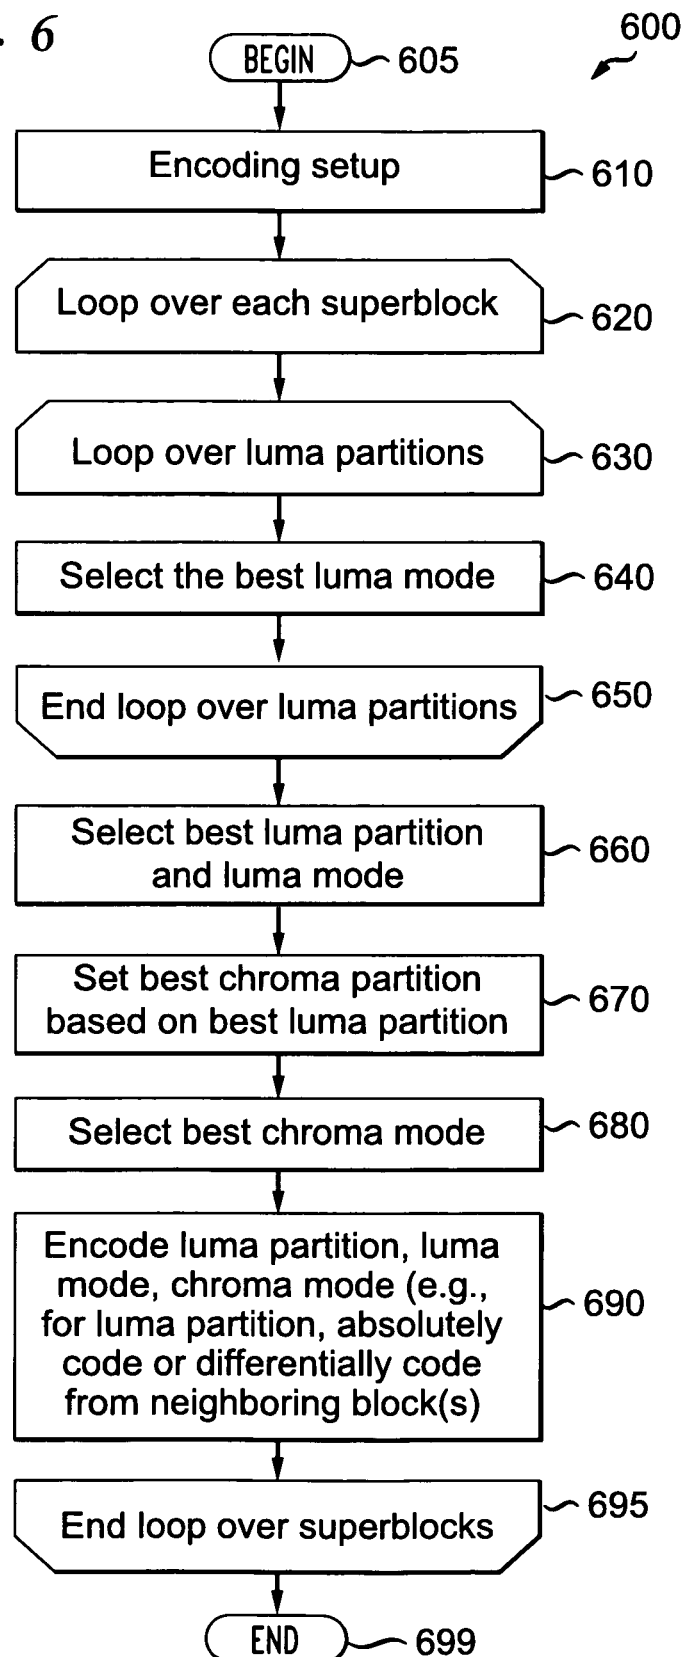 . 6
600
BEGIN 605
Encoding setup 610
Loop over each superblock 620
Loop over luma partitions 630
Select the best luma mode 640
End loop over luma partitions 650
Select best luma partition
and luma mode 660
Set best chroma partition
based on best luma partition 670
Select best chroma mode 680
Encode luma partition, luma
mode, chroma mode (e.g.,
for luma partition, absolutely
code or differentially code
from neighboring block(s)
690
End loop over superblocks 695
END 699